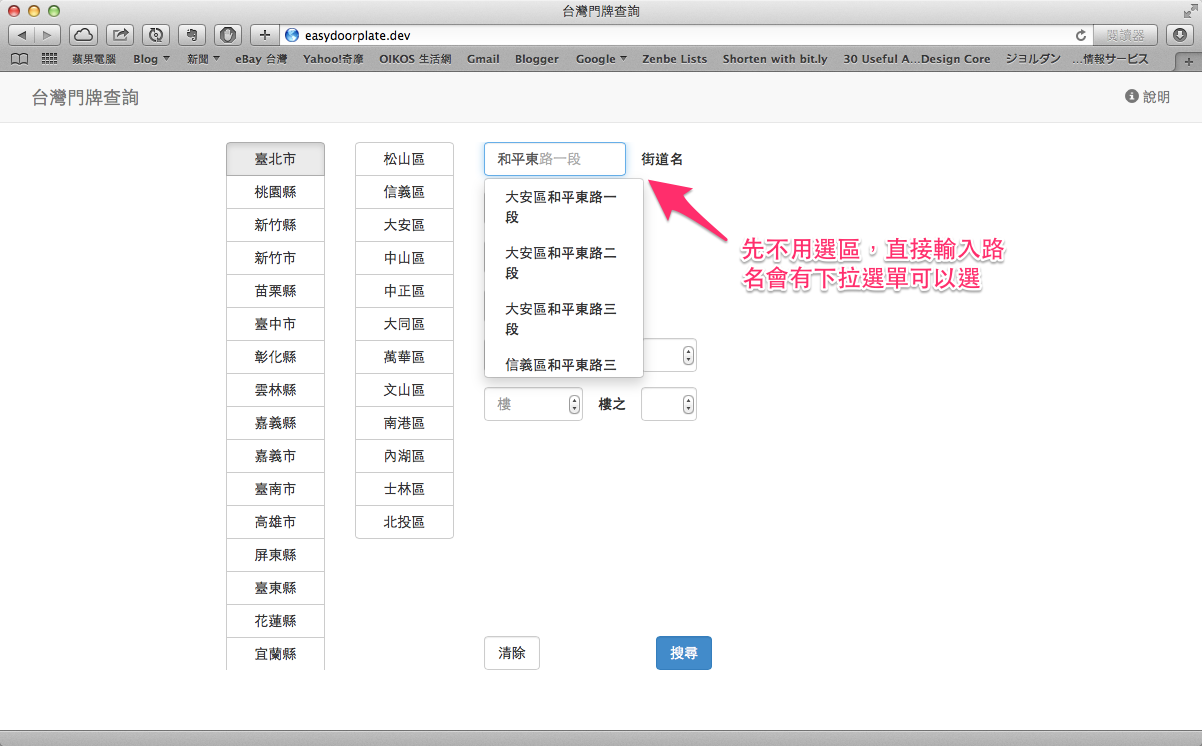 台灣門牌查詢
easydoorplate.dev
閱讀器
蘋果電腦 Blog 新聞 eBay 台灣 Yahoo!奇摩 OIKOS 生活網 Gmail Blogger Google Zenbe Lists Shorten with bit.ly 30 Useful A...Design Core ジョルダン ...情報サービス
台灣門牌查詢
說明
臺北市
桃園縣
新竹縣
新竹市
苗栗縣
臺中市
彰化縣
雲林縣
嘉義縣
嘉義市
臺南市
高雄市
屏東縣
臺東縣
花蓮縣
宜蘭縣
松山區
信義區
大安區
中山區
中正區
大同區
萬華區
文山區
南港區
內湖區
士林區
北投區
和平東路一段
街道名
大安區和平東路一
段
大安區和平東路二
段
大安區和平東路三
段
信義區和平東路三
先不用選區，直接輸入路
名會有下拉選單可以選
樓
樓之
清除
搜尋